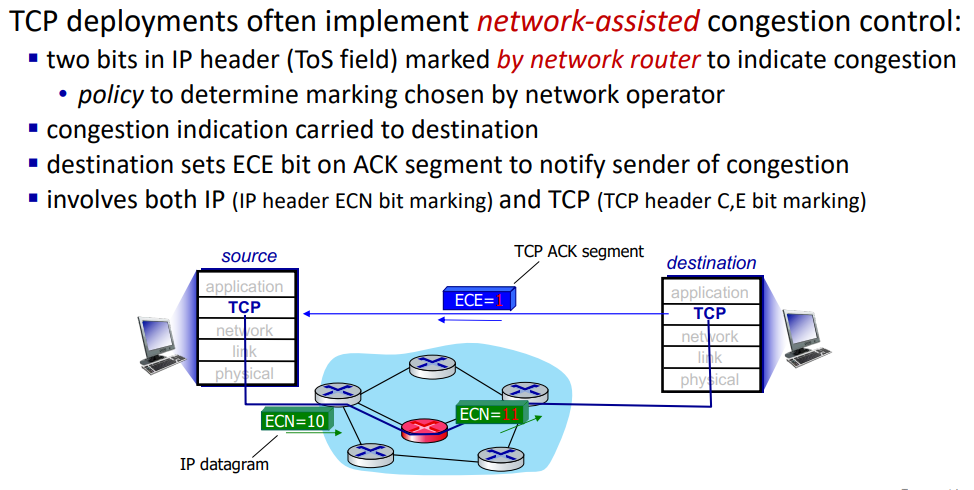 TCP deployments often implement network-assisted congestion control:
▪ two bits in IP header (ToS field) marked by network router to indicate congestion
• policy to determine marking chosen by network operator
▪ congestion indication carried to destination
▪ destination sets ECE bit on ACK segment to notify sender of congestion
▪ involves both IP (IP header ECN bit marking) and TCP (TCP header C,E bit marking)
TCP ACK segment
source
destination
application
TCP
network
link
physical
ECE=1
application
TCP
network
link
physical
ECN=10
ECN=11
IP datagram